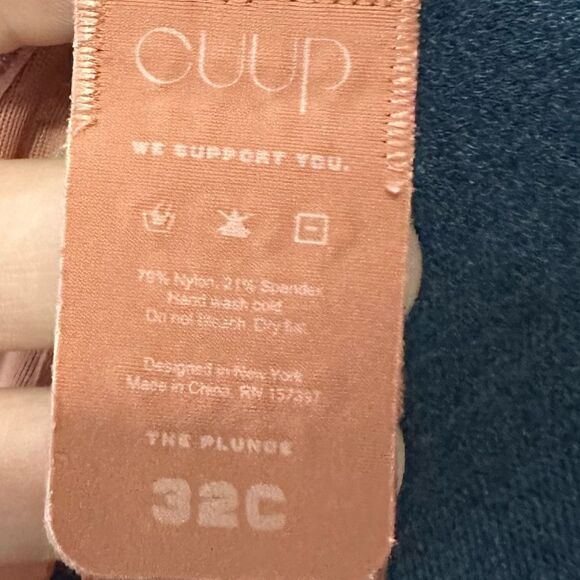 CUUP
WE SUPPORT YOU.
79% Nylon. 21% Spandex
Hand wash cold.
Do not bleach. Dry flat.
Designed in New York
Made in China. RN 157397
THE PLUNGE
32C